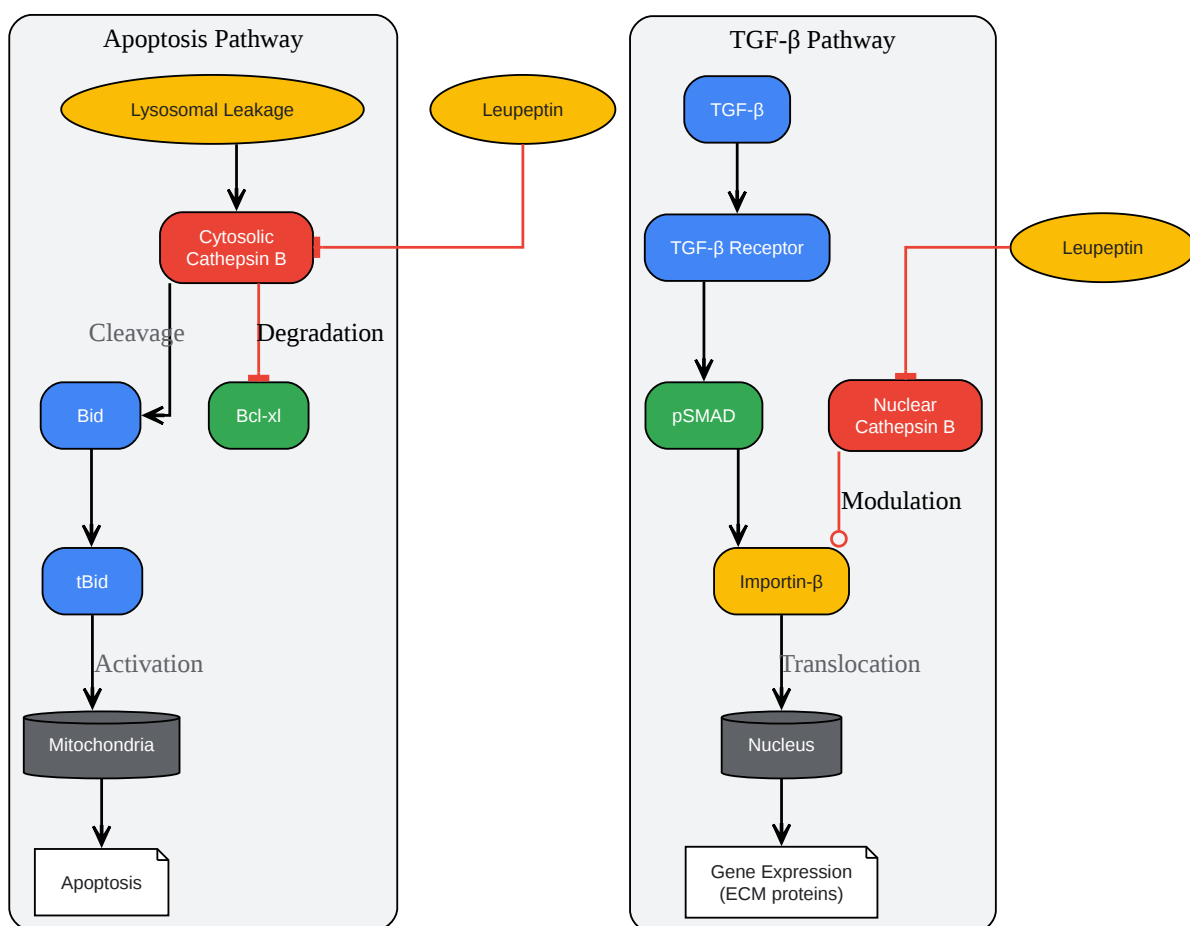 Apoptosis Pathway
Lysosomal Leakage
Leupeptin
Cytosolic
Cathepsin B
Cleavage
Degradation
Bid
Bcl-xl
tBid
Activation
Mitochondria
Apoptosis
TGF-β Pathway
TGF-β
TGF-β Receptor
Leupeptin
pSMAD
Nuclear
Cathepsin B
Modulation
Importin-β
Translocation
Nucleus
Gene Expression
(ECM proteins)